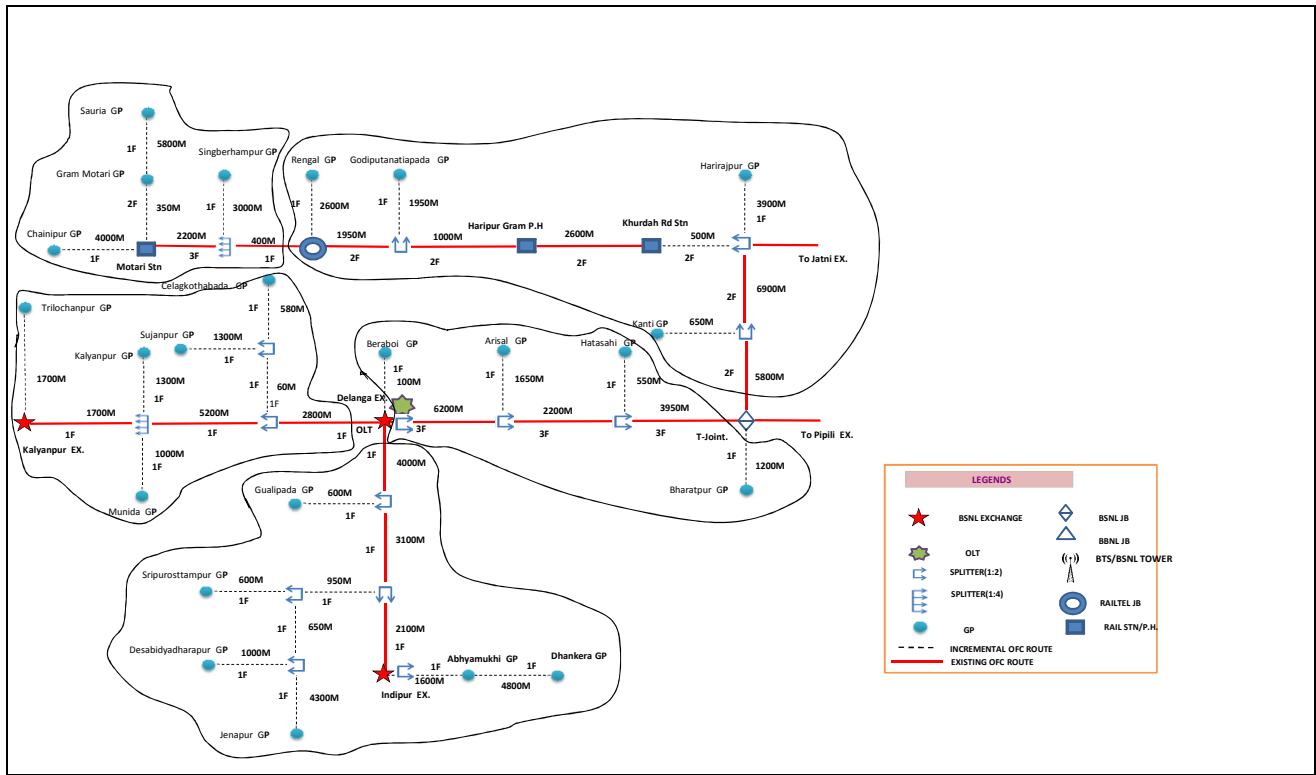 Sauria GP
1F
5800M
Singberhampur GP
Gram Motari GP
1F
3000M
2F
350M
Chainipur GP
4000M
1F
Motari Stn
2200M
3F
400M
1F
Rengal GP
1F
2600M
Godiputanatiapada GP
1F
1950M
1950M
2F
1000M
2F
Haripur Gram P.H
2600M
2F
Khurdah Rd Stn
500M
2F
Harirajpur GP
3900M
1F
To Jatni EX.
2F
6900M
Kanti GP
650M
2F
5800M
Celagkothabada GP
1F
580M
Trilochanpur GP
Sujanpur GP
1300M
1F
Kalyanpur GP
1700M
1300M
1F
1F
60M
1F
1700M
1F
Kalyanpur EX.
5200M
1F
2800M
1F
1000M
1F
Munida GP
Beraboi GP
1F
100M
Delanga EX.
OLT
Arisal GP
1F
1650M
Hatasahi GP
1F
550M
6200M
3F
2200M
3F
3950M
3F
T-Joint.
To Pipili EX.
1F
1200M
Bharatpur GP
1F
4000M
Gualipada GP
600M
1F
1F
3100M
Sripurosttampur GP
600M
1F
950M
1F
1F
650M
2100M
1F
Desabidyadharapur GP
1000M
1F
1F
4300M
Jenapur GP
Indipur EX.
1F
1600M
Abhyamukhi GP
1F
4800M
Dhankera GP
LEGENDS
BSNL EXCHANGE
OLT
SPLITTER(1:2)
SPLITTER(1:4)
GP
BSNL JB
BBNL JB
BTS/BSNL TOWER
RAILTEL JB
RAIL STN/P.H.
INCREMENTAL OFC ROUTE
EXISTING OFC ROUTE